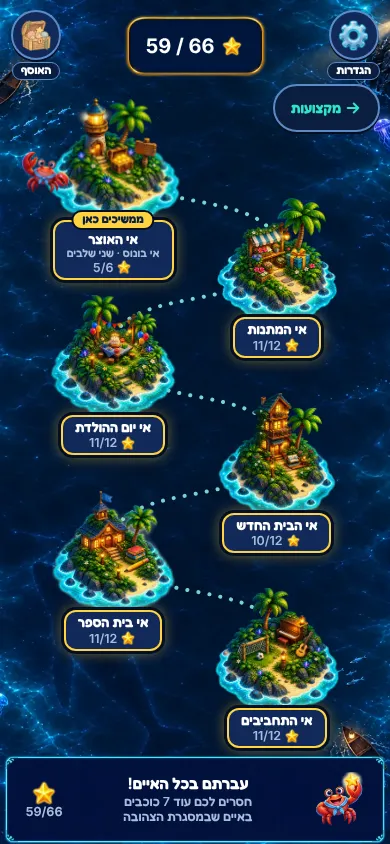 59 / 66
הגדרות
האוסף
מקצועות
ממשיכים כאן
אי האוצר
אי בונוס · שני שלבים
5/6
אי המתנות
11/12
אי יום ההולדת
11/12
אי הבית החדש
10/12
אי בית הספר
11/12
אי התחביבים
11/12
עברתם בכל האיים!
חסרים לכם עוד 7 כוכבים
באיים שבמסגרת הצהובה
59/66